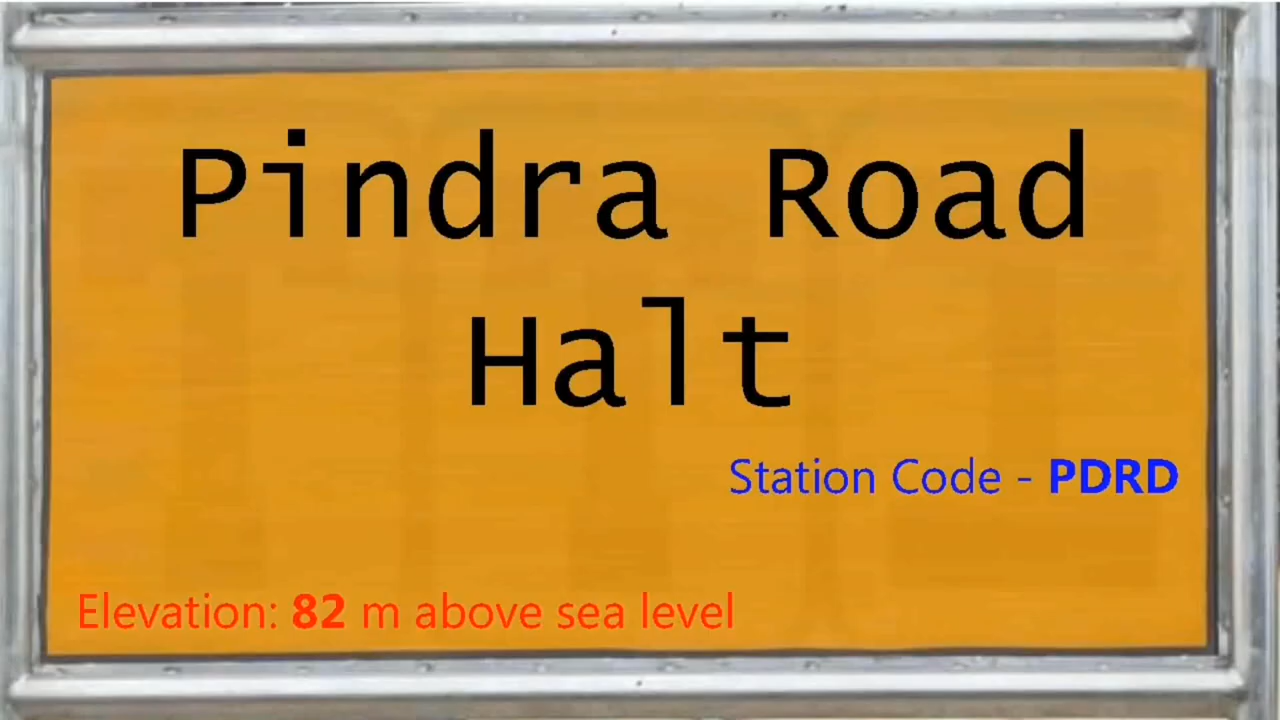 Pindra Road
Halt
Station Code - PDRD
Elevation: 82 m above sea level